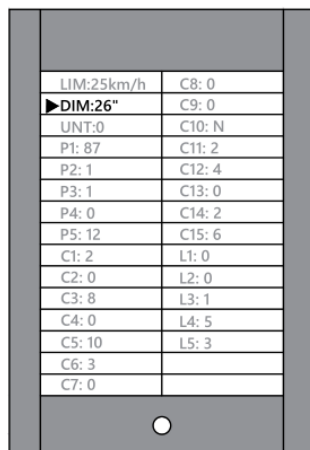 LIM:25km/h
▶DIM:26"
UNT:0
P1: 87
P2: 1
P3: 1
P4: 0
P5: 12
C1: 2
C2: 0
C3: 8
C4: 0
C5: 10
C6: 3
C7: 0
C8: 0
C9: 0
C10: N
C11: 2
C12: 4
C13: 0
C14: 2
C15: 6
L1: 0
L2: 0
L3: 1
L4: 5
L5: 3